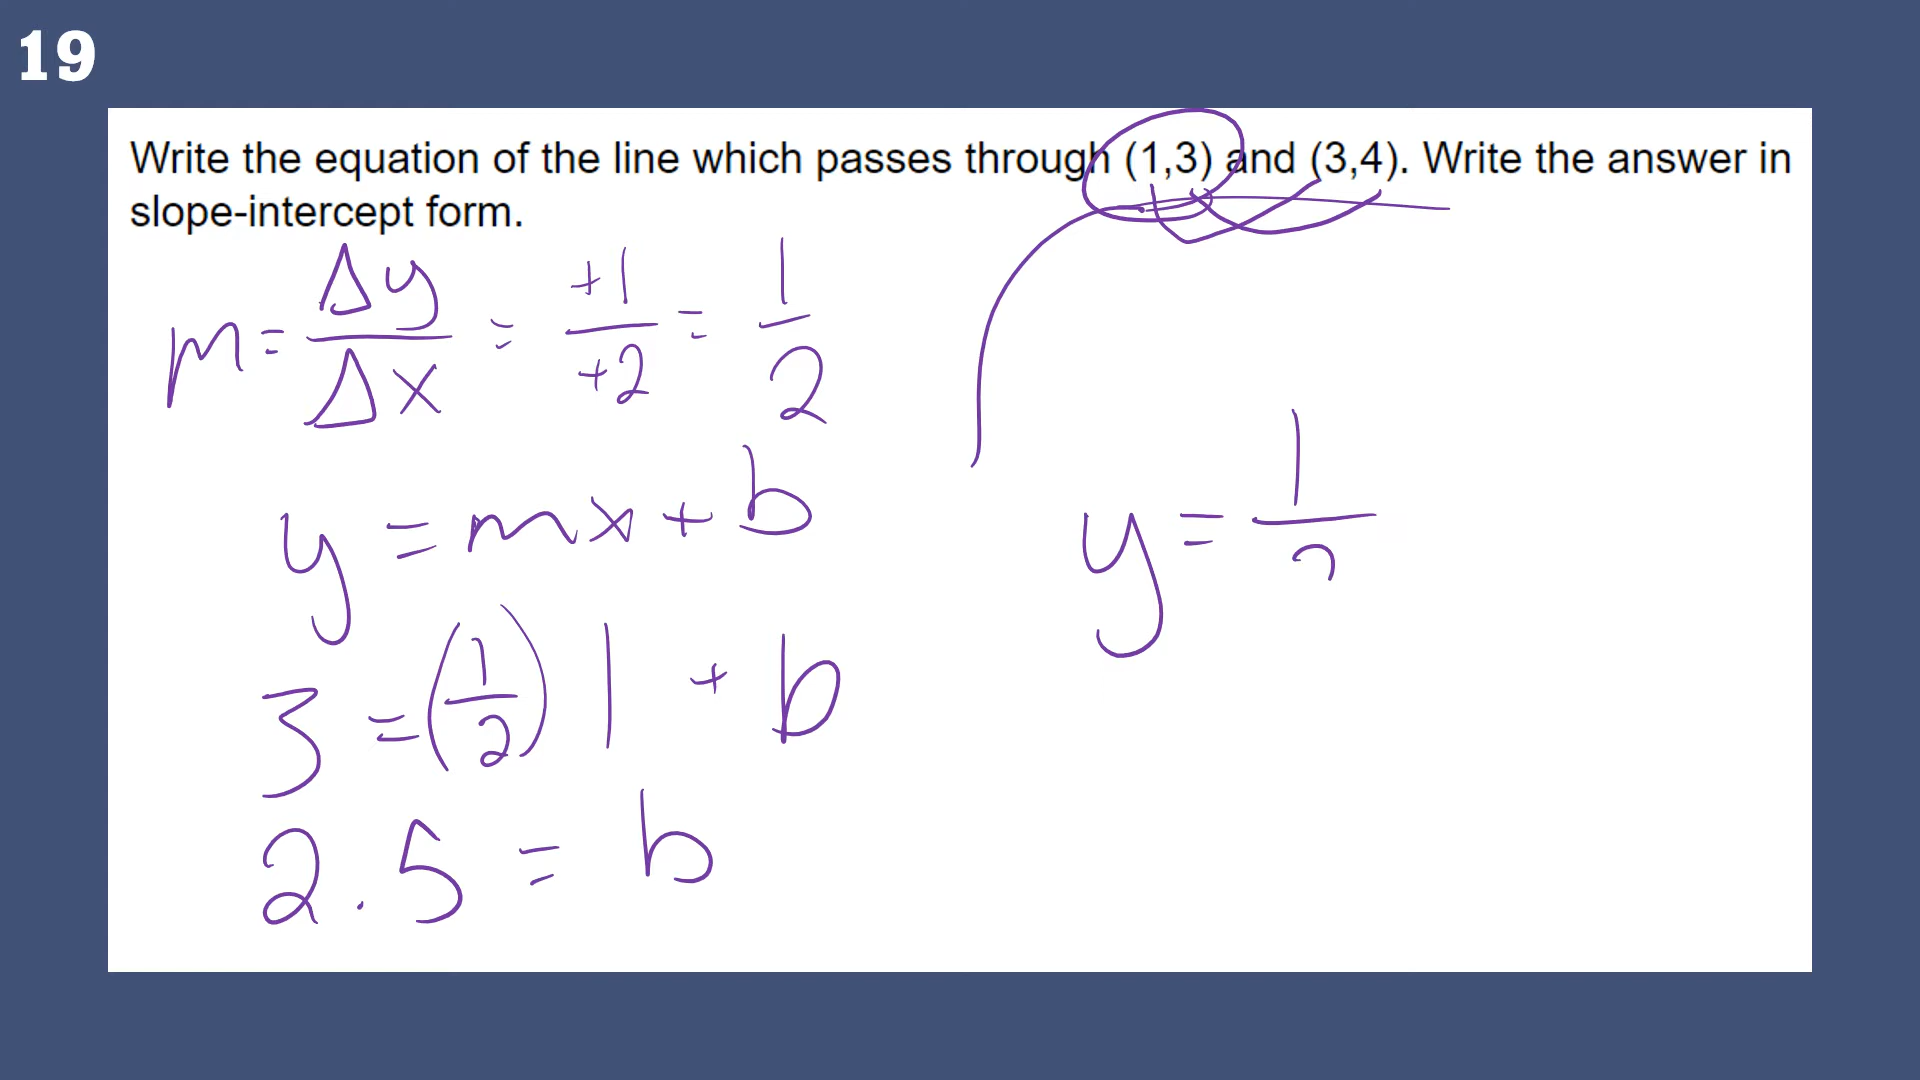 19
Write the equation of the line which passes through (1,3) and (3,4). Write the answer in
slope-intercept form.
m = Δy/Δx = +1/+2 = 1/2
y = mx + b
3 = (1/2) 1 + b
2.5 = b
y = 1/2